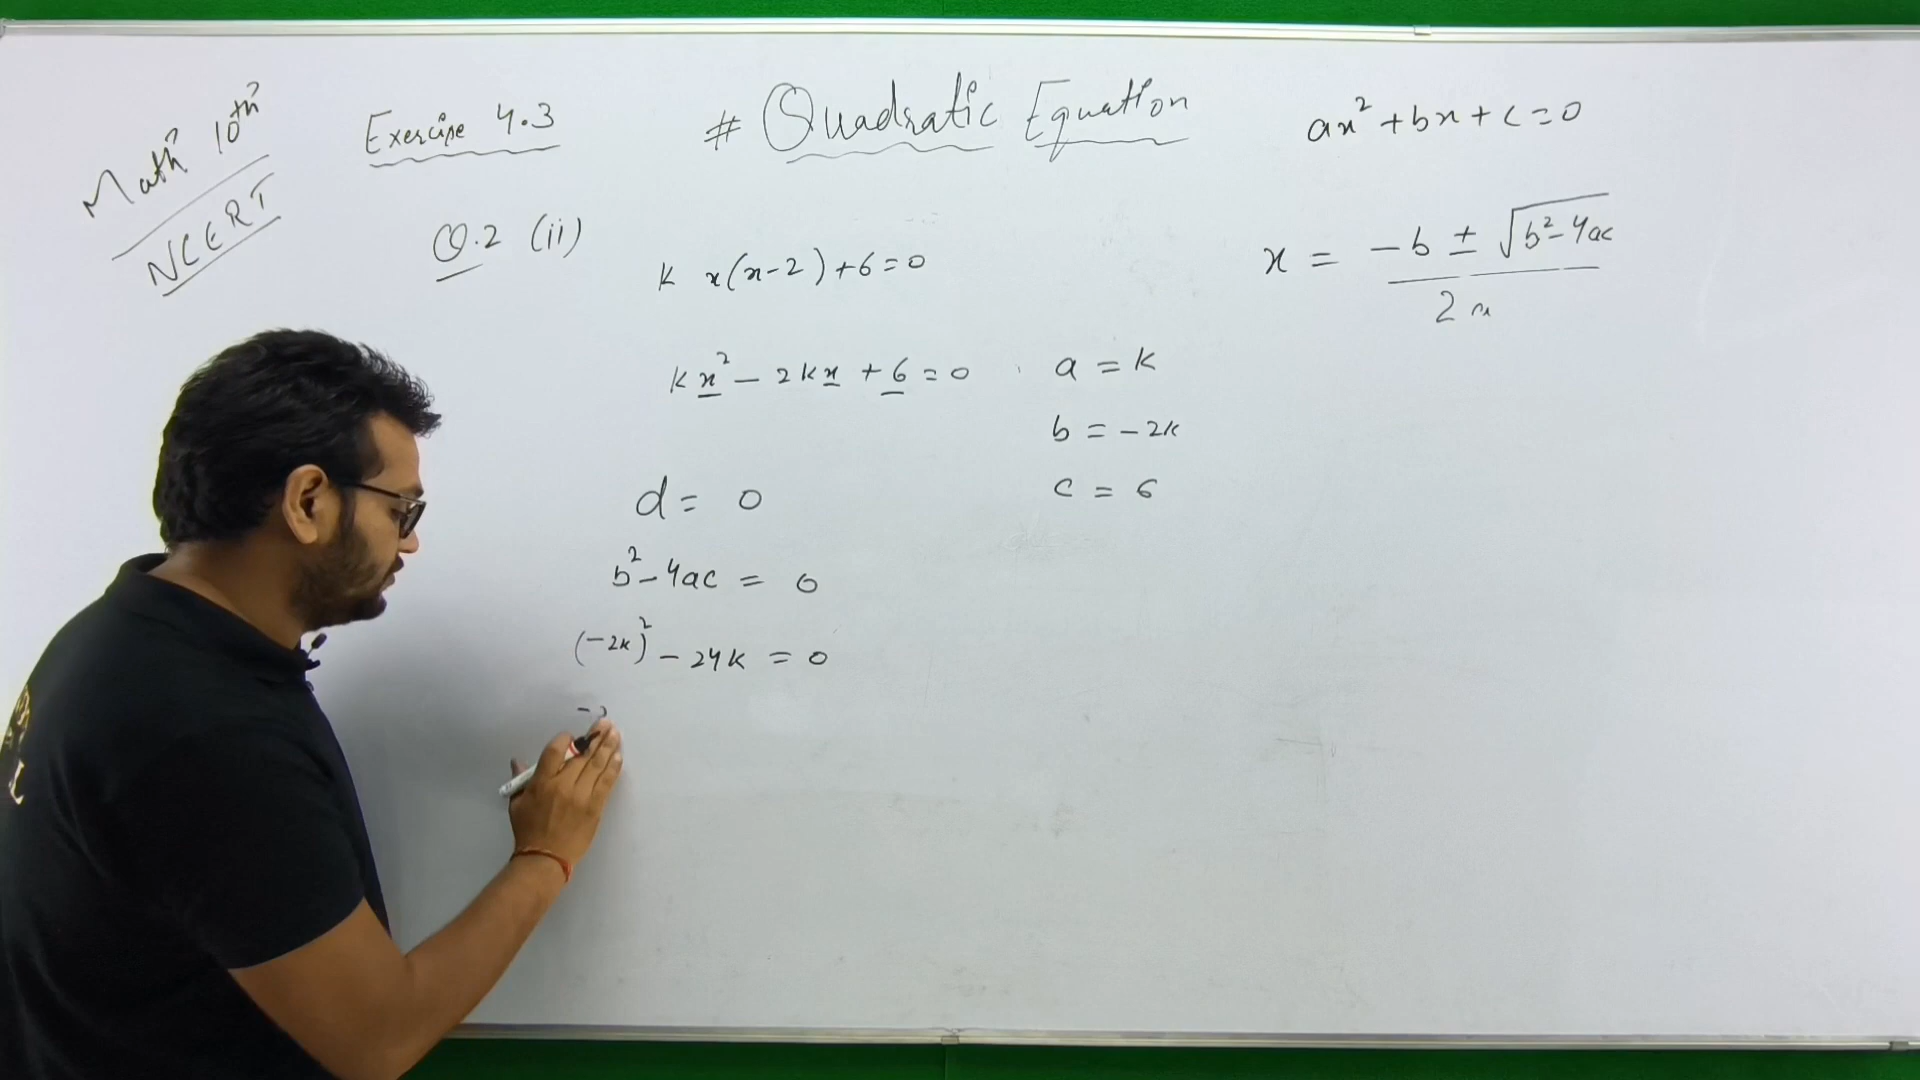 Math 10th
NCERT
Exercise 4.3
# Quadratic Equation
ax² + bx + c = 0
Q.2 (ii)
k x(x-2) + 6 = 0
x = -b ± √b²-4ac
2a
kx² - 2kx + 6 = 0
a = k
b = -2k
c = 6
d = 0
b² - 4ac = 0
(-2k)² - 24k = 0